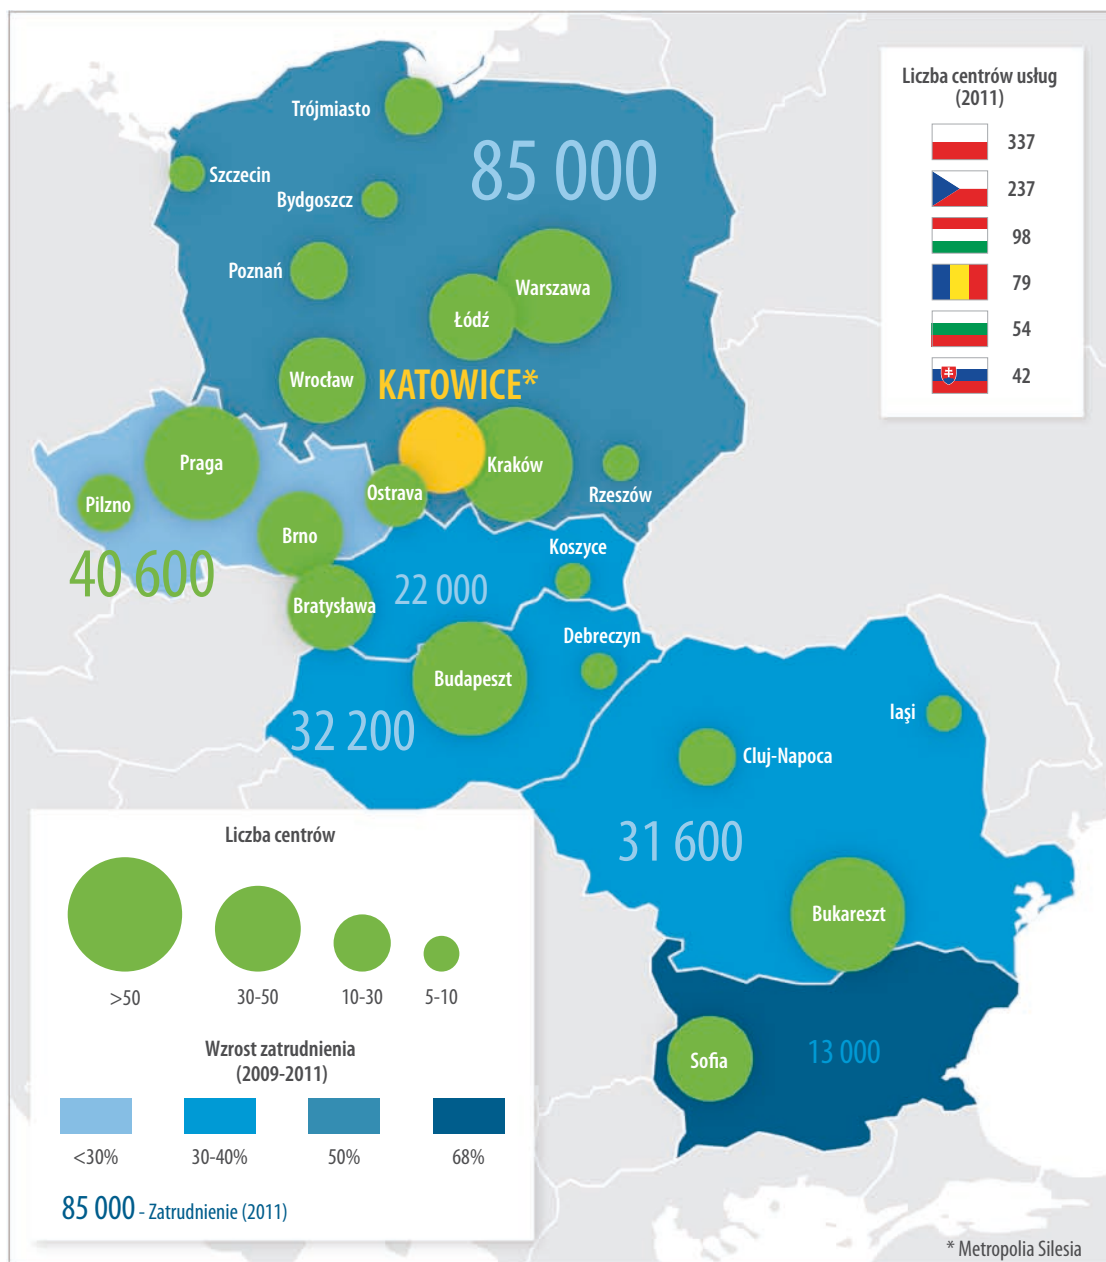 Trójmiasto
85 000
Szczecin
Bydgoszcz
Poznań
Warszawa
Łódź
Wrocław
KATOWICE*
Praga
Kraków
Ostrava
Rzeszów
Pilzno
Brno
40 600
Koszyce
22 000
Bratysława
Debreczyn
Budapeszt
32 200
Iaşi
Cluj-Napoca
31 600
Bukareszt
Sofia
13 000
Liczba centrów usług
(2011)
337
237
98
79
54
42
Liczba centrów
>50 30-50 10-30 5-10
Wzrost zatrudnienia
(2009-2011)
<30% 30-40% 50% 68%
85 000 - Zatrudnienie (2011)
* Metropolia Silesia